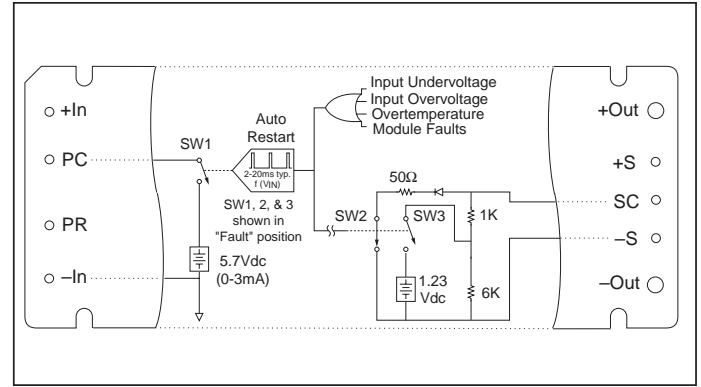 +In
PC
PR
–In
SW1
Auto
Restart
2-20ms typ.
f (VIN)
SW1, 2, & 3
shown in
"Fault" position
5.7Vdc
(0-3mA)
Input Undervoltage
Input Overvoltage
Overtemperature
Module Faults
50Ω
SW2
SW3
1K
1.23
Vdc
6K
+Out
+S
SC
–S
–Out